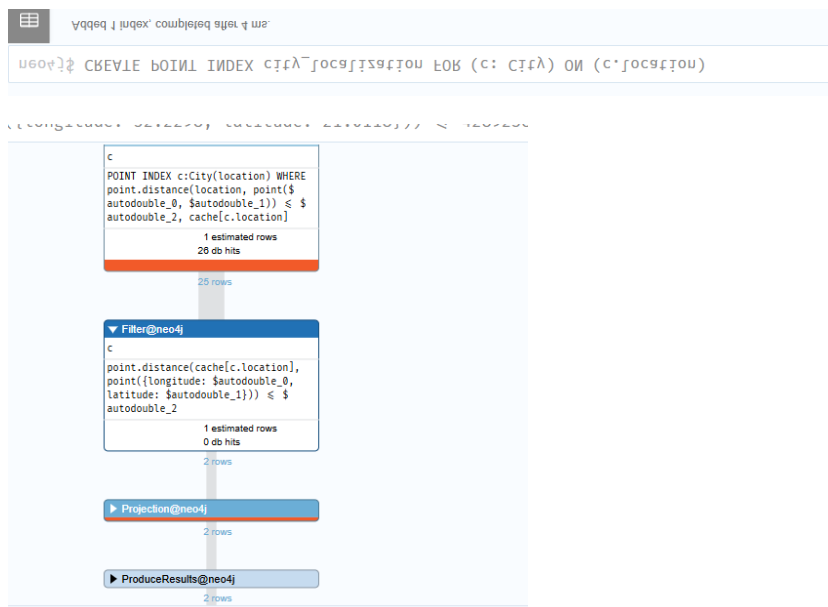 Added 1 index, completed after 4 ms.
neo4j$ CREATE POINT INDEX city_localization FOR (c: City) ON (c.location)
c
POINT INDEX c:City(location) WHERE
point.distance(location, point($
autodouble_0, $autodouble_1)) ⩽ $
autodouble_2, cache[c.location]
1 estimated rows
26 db hits
25 rows
Filter@neo4j
c
point.distance(cache[c.location],
point({longitude: $autodouble_0,
latitude: $autodouble_1})) ⩽ $
autodouble_2
1 estimated rows
0 db hits
2 rows
Projection@neo4j
2 rows
ProduceResults@neo4j
2 rows